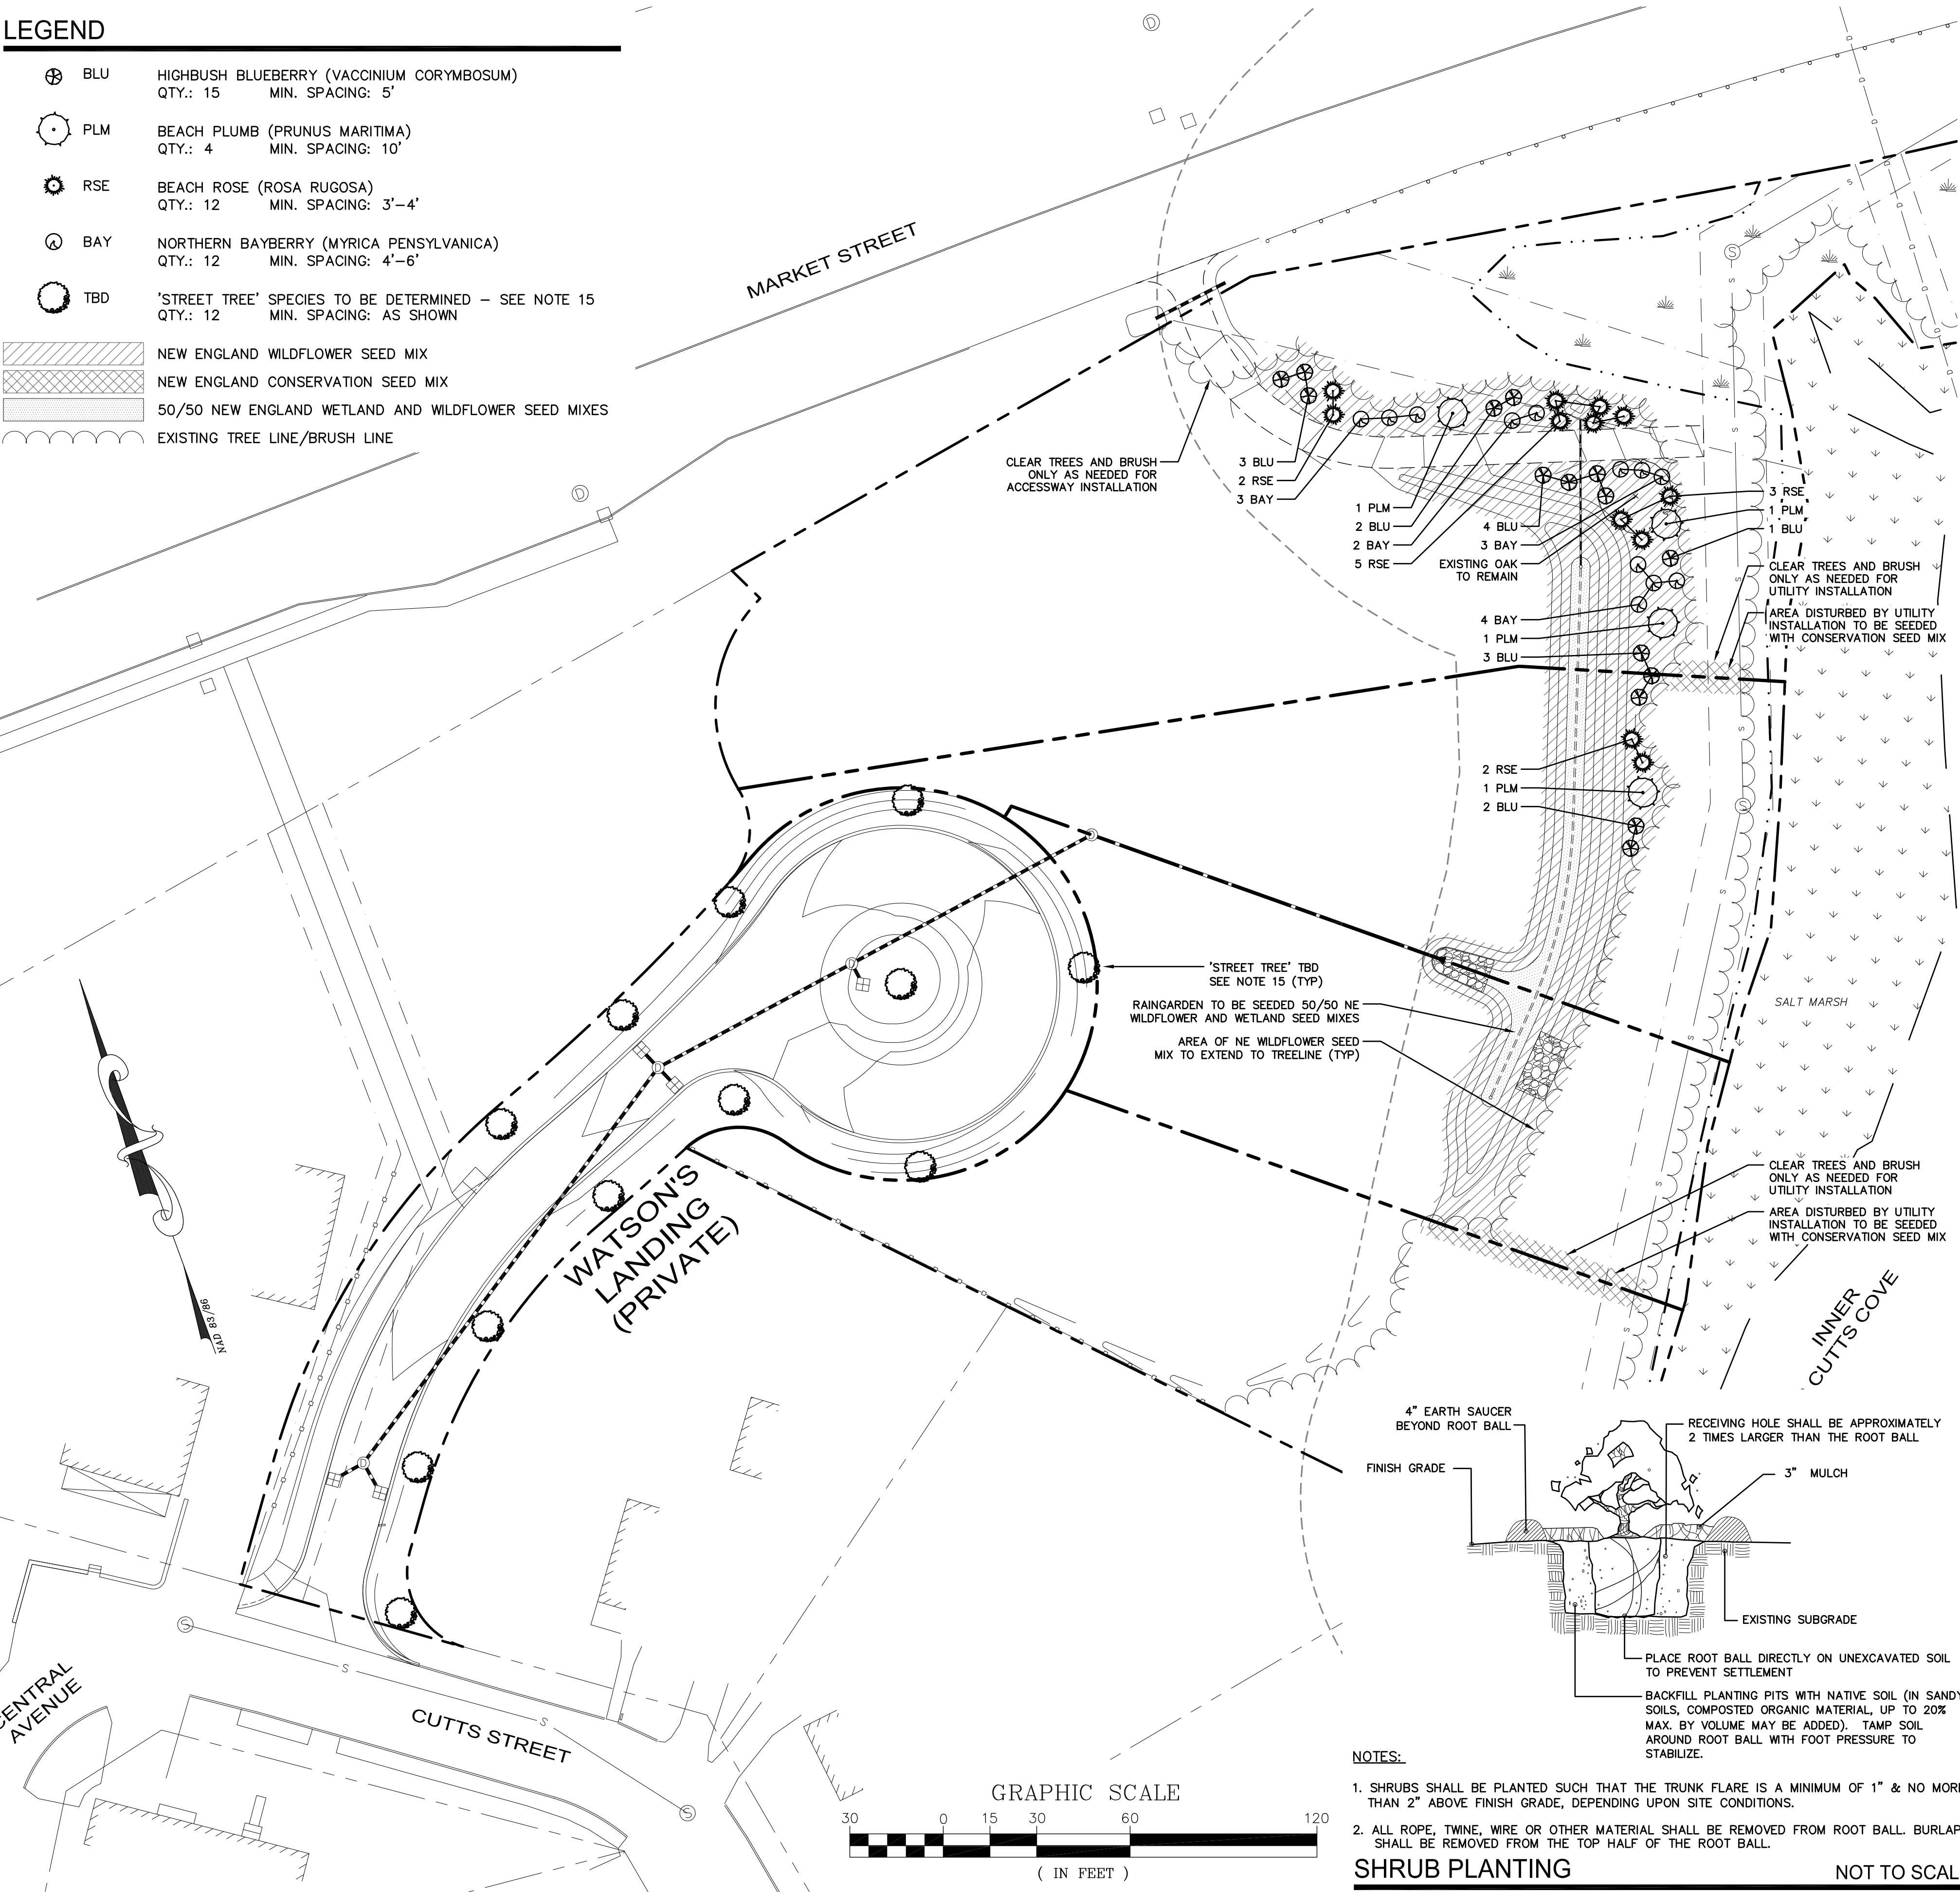 LEGEND
BLU HIGHBUSH BLUEBERRY (VACCINIUM CORYMBOSUM)
QTY.: 15 MIN. SPACING: 5'
PLM BEACH PLUMB (PRUNUS MARITIMA)
QTY.: 4 MIN. SPACING: 10'
RSE BEACH ROSE (ROSA RUGOSA)
QTY.: 12 MIN. SPACING: 3'-4'
BAY NORTHERN BAYBERRY (MYRICA PENSYLVANICA)
QTY.: 12 MIN. SPACING: 4'-6'
TBD 'STREET TREE' SPECIES TO BE DETERMINED - SEE NOTE 15
QTY.: 12 MIN. SPACING: AS SHOWN
NEW ENGLAND WILDFLOWER SEED MIX
NEW ENGLAND CONSERVATION SEED MIX
50/50 NEW ENGLAND WETLAND AND WILDFLOWER SEED MIXES
EXISTING TREE LINE/BRUSH LINE
MARKET STREET
CLEAR TREES AND BRUSH
ONLY AS NEEDED FOR
ACCESSWAY INSTALLATION
3 BLU
2 RSE
3 BAY
1 PLM
2 BLU
2 BAY
5 RSE
4 BLU
3 BAY
EXISTING OAK
TO REMAIN
3 RSE
1 PLM
1 BLU
CLEAR TREES AND BRUSH
ONLY AS NEEDED FOR
UTILITY INSTALLATION
AREA DISTURBED BY UTILITY
INSTALLATION TO BE SEEDED
WITH CONSERVATION SEED MIX
4 BAY
1 PLM
3 BLU
2 RSE
1 PLM
2 BLU
'STREET TREE' TBD
SEE NOTE 15 (TYP)
RAINGARDEN TO BE SEEDED 50/50 NE
WILDFLOWER AND WETLAND SEED MIXES
AREA OF NE WILDFLOWER SEED
MIX TO EXTEND TO TREELINE (TYP)
SALT MARSH
CLEAR TREES AND BRUSH
ONLY AS NEEDED FOR
UTILITY INSTALLATION
AREA DISTURBED BY UTILITY
INSTALLATION TO BE SEEDED
WITH CONSERVATION SEED MIX
INNER
CUTTS COVE
WATSON'S
LANDING
(PRIVATE)
NAD 83/86
CENTRAL
AVENUE
CUTTS STREET
4" EARTH SAUCER
BEYOND ROOT BALL
FINISH GRADE
RECEIVING HOLE SHALL BE APPROXIMATELY
2 TIMES LARGER THAN THE ROOT BALL
3" MULCH
EXISTING SUBGRADE
PLACE ROOT BALL DIRECTLY ON UNEXCAVATED SOIL
TO PREVENT SETTLEMENT
BACKFILL PLANTING PITS WITH NATIVE SOIL (IN SANDY
SOILS, COMPOSTED ORGANIC MATERIAL, UP TO 20%
MAX. BY VOLUME MAY BE ADDED). TAMP SOIL
AROUND ROOT BALL WITH FOOT PRESSURE TO
STABILIZE.
NOTES:
1. SHRUBS SHALL BE PLANTED SUCH THAT THE TRUNK FLARE IS A MINIMUM OF 1" & NO MORE
THAN 2" ABOVE FINISH GRADE, DEPENDING UPON SITE CONDITIONS.
2. ALL ROPE, TWINE, WIRE OR OTHER MATERIAL SHALL BE REMOVED FROM ROOT BALL. BURLAP
SHALL BE REMOVED FROM THE TOP HALF OF THE ROOT BALL.
SHRUB PLANTING NOT TO SCAL
GRAPHIC SCALE
30 0 15 30 60 120
( IN FEET )